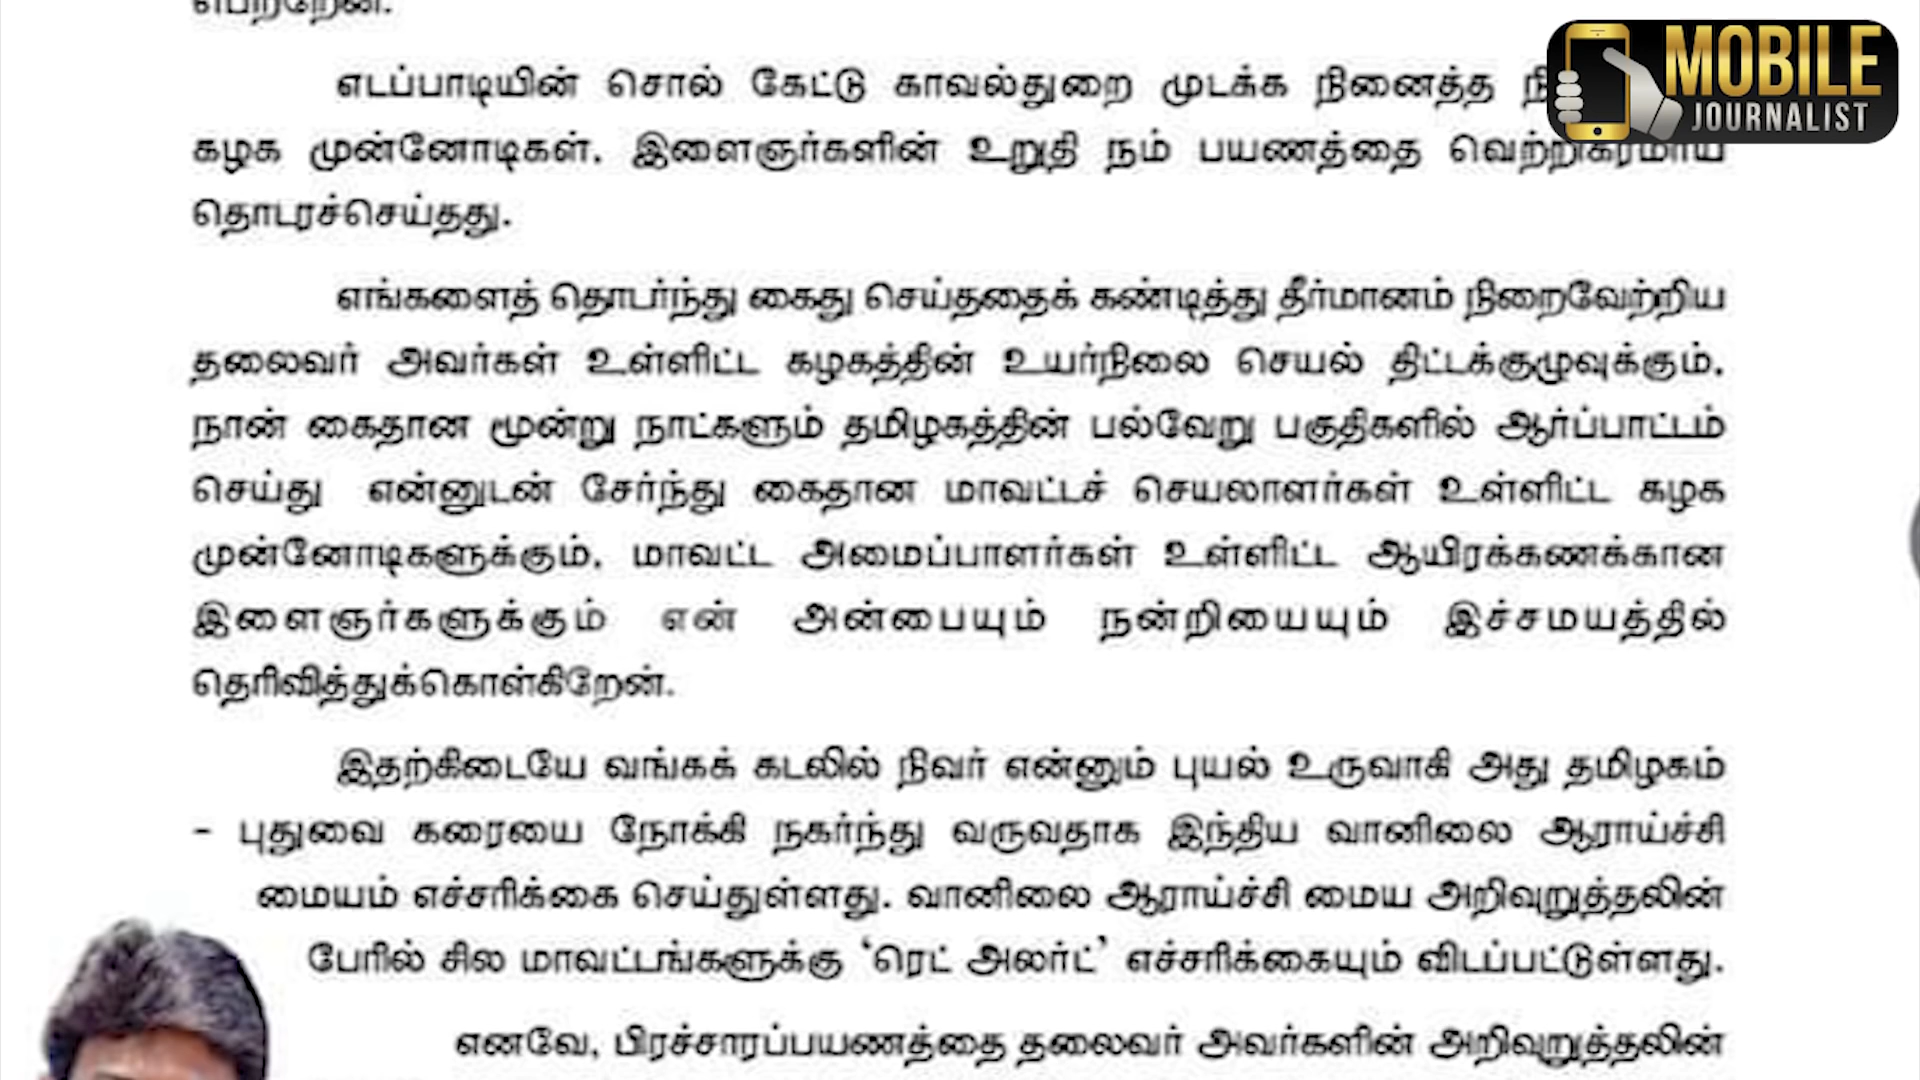 பெற்றேன்.
எடப்பாடியின் சொல் கேட்டு காவல்துறை முடக்க நினைத்த
MOBILE
JOURNALIST
கழக முன்னோடிகள், இளைஞர்களின் உறுதி நம் பயணத்தை வெற்றிகரமாய்
தொடரச்செய்தது.
எங்களைத் தொடர்ந்து கைது செய்ததைக் கண்டித்து தீர்மானம் நிறைவேற்றிய
தலைவர் அவர்கள் உள்ளிட்ட கழகத்தின் உயர்நிலை செயல் திட்டக்குழுவுக்கும்,
நான் கைதான மூன்று நாட்களும் தமிழகத்தின் பல்வேறு பகுதிகளில் ஆர்ப்பாட்டம்
செய்து என்னுடன் சேர்ந்து கைதான மாவட்டச் செயலாளர்கள் உள்ளிட்ட கழக
முன்னோடிகளுக்கும், மாவட்ட அமைப்பாளர்கள் உள்ளிட்ட ஆயிரக்கணக்கான
இளைஞர்களுக்கும் என் அன்பையும் நன்றியையும் இச்சமயத்தில்
தெரிவித்துக்கொள்கிறேன்.
இதற்கிடையே வங்கக் கடலில் நிவர் என்னும் புயல் உருவாகி அது தமிழகம்
- புதுவை கரையை நோக்கி நகர்ந்து வருவதாக இந்திய வானிலை ஆராய்ச்சி
மையம் எச்சரிக்கை செய்துள்ளது. வானிலை ஆராய்ச்சி மைய அறிவுறுத்தலின்
பேரில் சில மாவட்டங்களுக்கு ‘ரெட் அலர்ட்’ எச்சரிக்கையும் விடப்பட்டுள்ளது.
எனவே, பிரச்சாரப்பயணத்தை தலைவர் அவர்களின் அறிவுறுத்தலின்